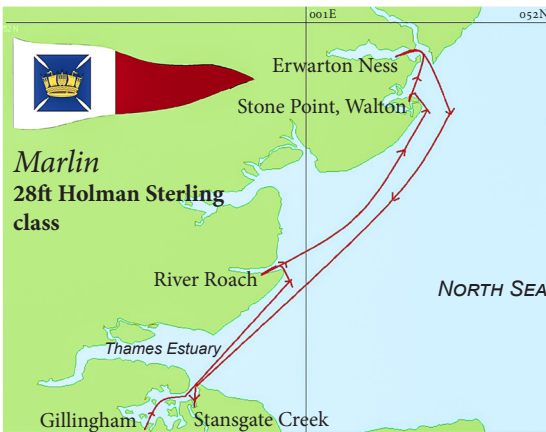 001E
052N
52N
Erwarton Ness
Stone Point, Walton
Marlin
28ft Holman Sterling
class
River Roach
NORTH SEA
Thames Estuary
Gillingham
Stansgate Creek